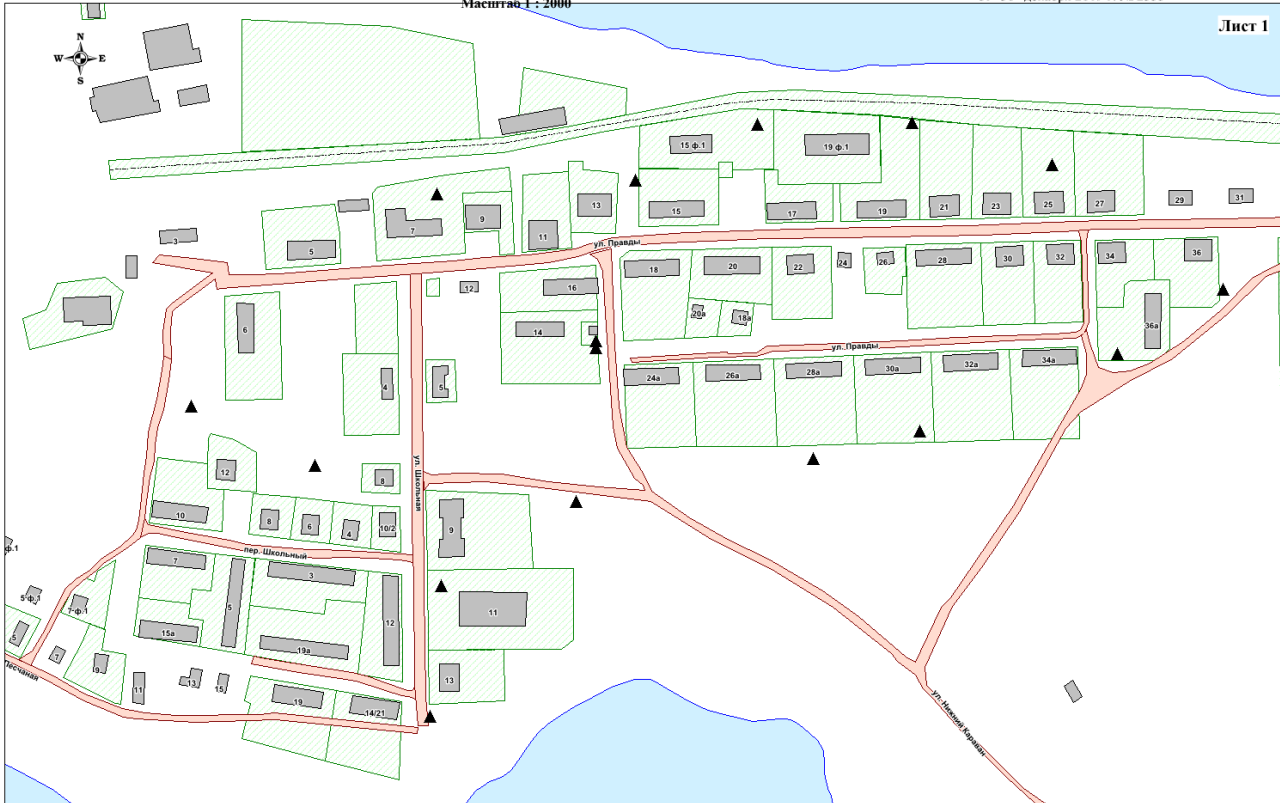 Масштаб 1 : 2000
Лист 1
N
W E
S
15 ф.1
19 ф.1
3
5
7
9
11
13
15
17
19
21
23
25
27
29
31
ул. Правды
18
20
22
24
26
28
30
32
34
36
12
16
14
20а
18а
36а
6
4
5
ул. Правды
24а
26а
28а
30а
32а
34а
ул. Школьная
12
8
10
8
6
4
10/2
9
пер. Школьный
7
5
3
12
11
15а
19а
13
ф.1
5 ф.1
7 ф.1
5
7
9
11
13
15
19
14/21
Песчаная
ул. Нижний Караван